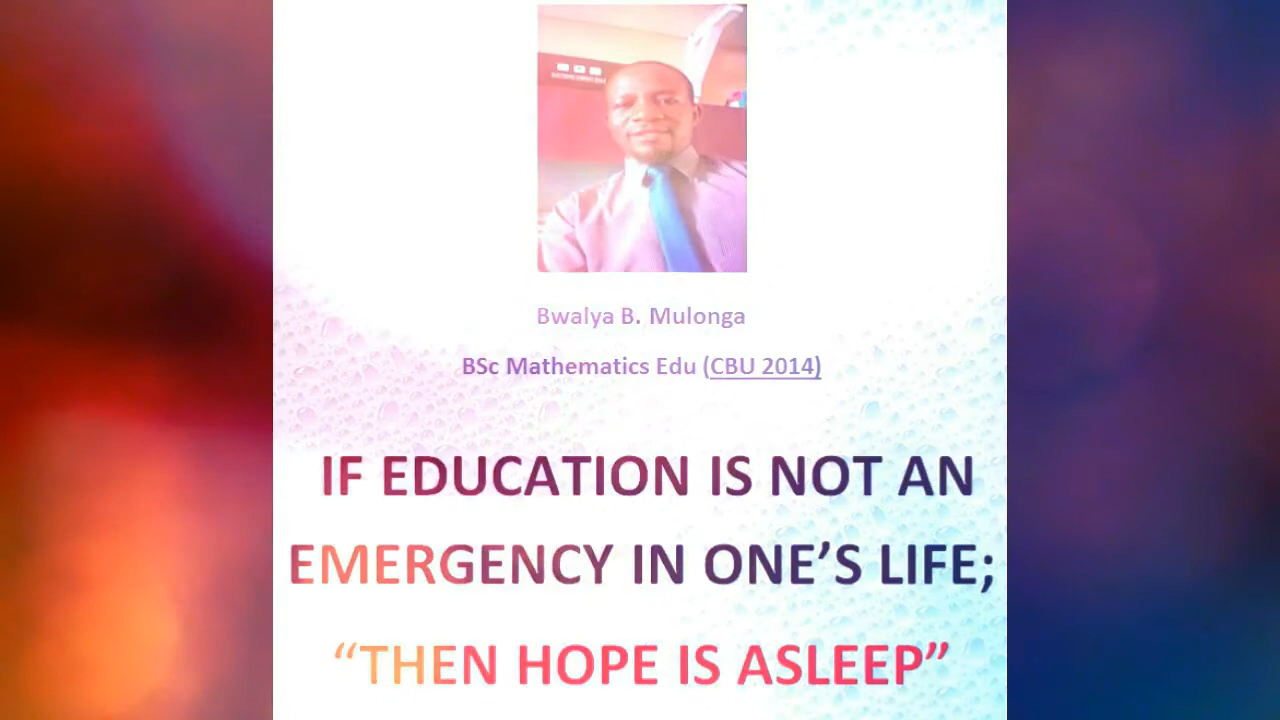 Bwalya B. Mulonga
BSc Mathematics Edu (CBU 2014)
IF EDUCATION IS NOT AN
EMERGENCY IN ONE’S LIFE;
“THEN HOPE IS ASLEEP”